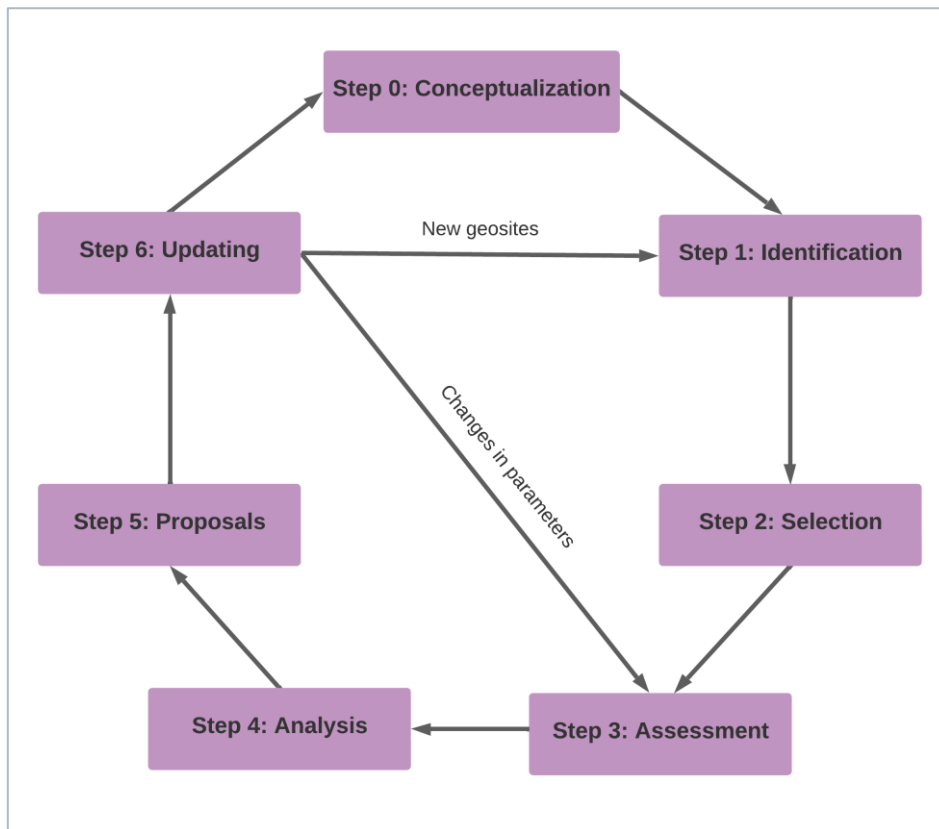 Step 0: Conceptualization
Step 6: Updating
New geosites
Step 1: Identification
Changes in parameters
Step 5: Proposals
Step 2: Selection
Step 4: Analysis
Step 3: Assessment